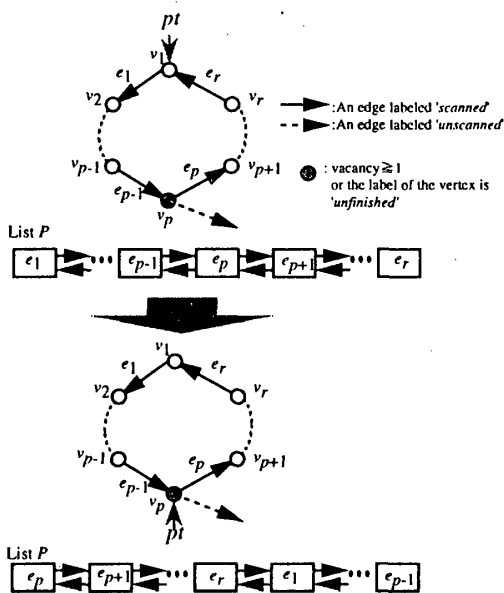 pt
v1
e1 er
v2 vr
:An edge labeled 'scanned'
:An edge labeled 'unscanned'
vp-1 ep vp+1
ep-1
vp
: vacancy≧1
or the label of the vertex is
'unfinished'
List P
e1 ••• ep-1 ep ep+1 ••• er
v1
e1 er
v2 vr
vp-1 ep vp+1
ep-1
vp
pt
List P
ep ep+1 ••• er e1 ••• ep-1